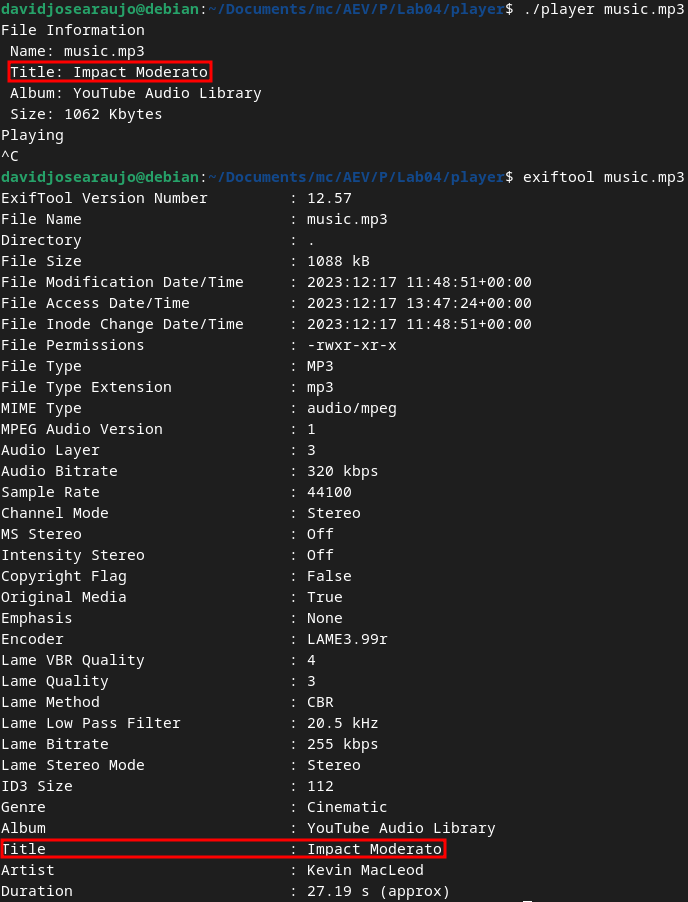 davidjosearaujo@debian:~/Documents/mc/AEV/P/Lab04/player$ ./player music.mp3
File Information
 Name: music.mp3
 Title: Impact Moderato
 Album: YouTube Audio Library
 Size: 1062 Kbytes
Playing
^C
davidjosearaujo@debian:~/Documents/mc/AEV/P/Lab04/player$ exiftool music.mp3
ExifTool Version Number         : 12.57
File Name                       : music.mp3
Directory                       : .
File Size                       : 1088 kB
File Modification Date/Time     : 2023:12:17 11:48:51+00:00
File Access Date/Time           : 2023:12:17 13:47:24+00:00
File Inode Change Date/Time     : 2023:12:17 11:48:51+00:00
File Permissions                : -rwxr-xr-x
File Type                       : MP3
File Type Extension             : mp3
MIME Type                       : audio/mpeg
MPEG Audio Version              : 1
Audio Layer                     : 3
Audio Bitrate                   : 320 kbps
Sample Rate                     : 44100
Channel Mode                    : Stereo
MS Stereo                       : Off
Intensity Stereo                : Off
Copyright Flag                  : False
Original Media                  : True
Emphasis                        : None
Encoder                         : LAME3.99r
Lame VBR Quality                : 4
Lame Quality                    : 3
Lame Method                     : CBR
Lame Low Pass Filter            : 20.5 kHz
Lame Bitrate                    : 255 kbps
Lame Stereo Mode                : Stereo
ID3 Size                        : 112
Genre                           : Cinematic
Album                           : YouTube Audio Library
Title                           : Impact Moderato
Artist                          : Kevin MacLeod
Duration                        : 27.19 s (approx)